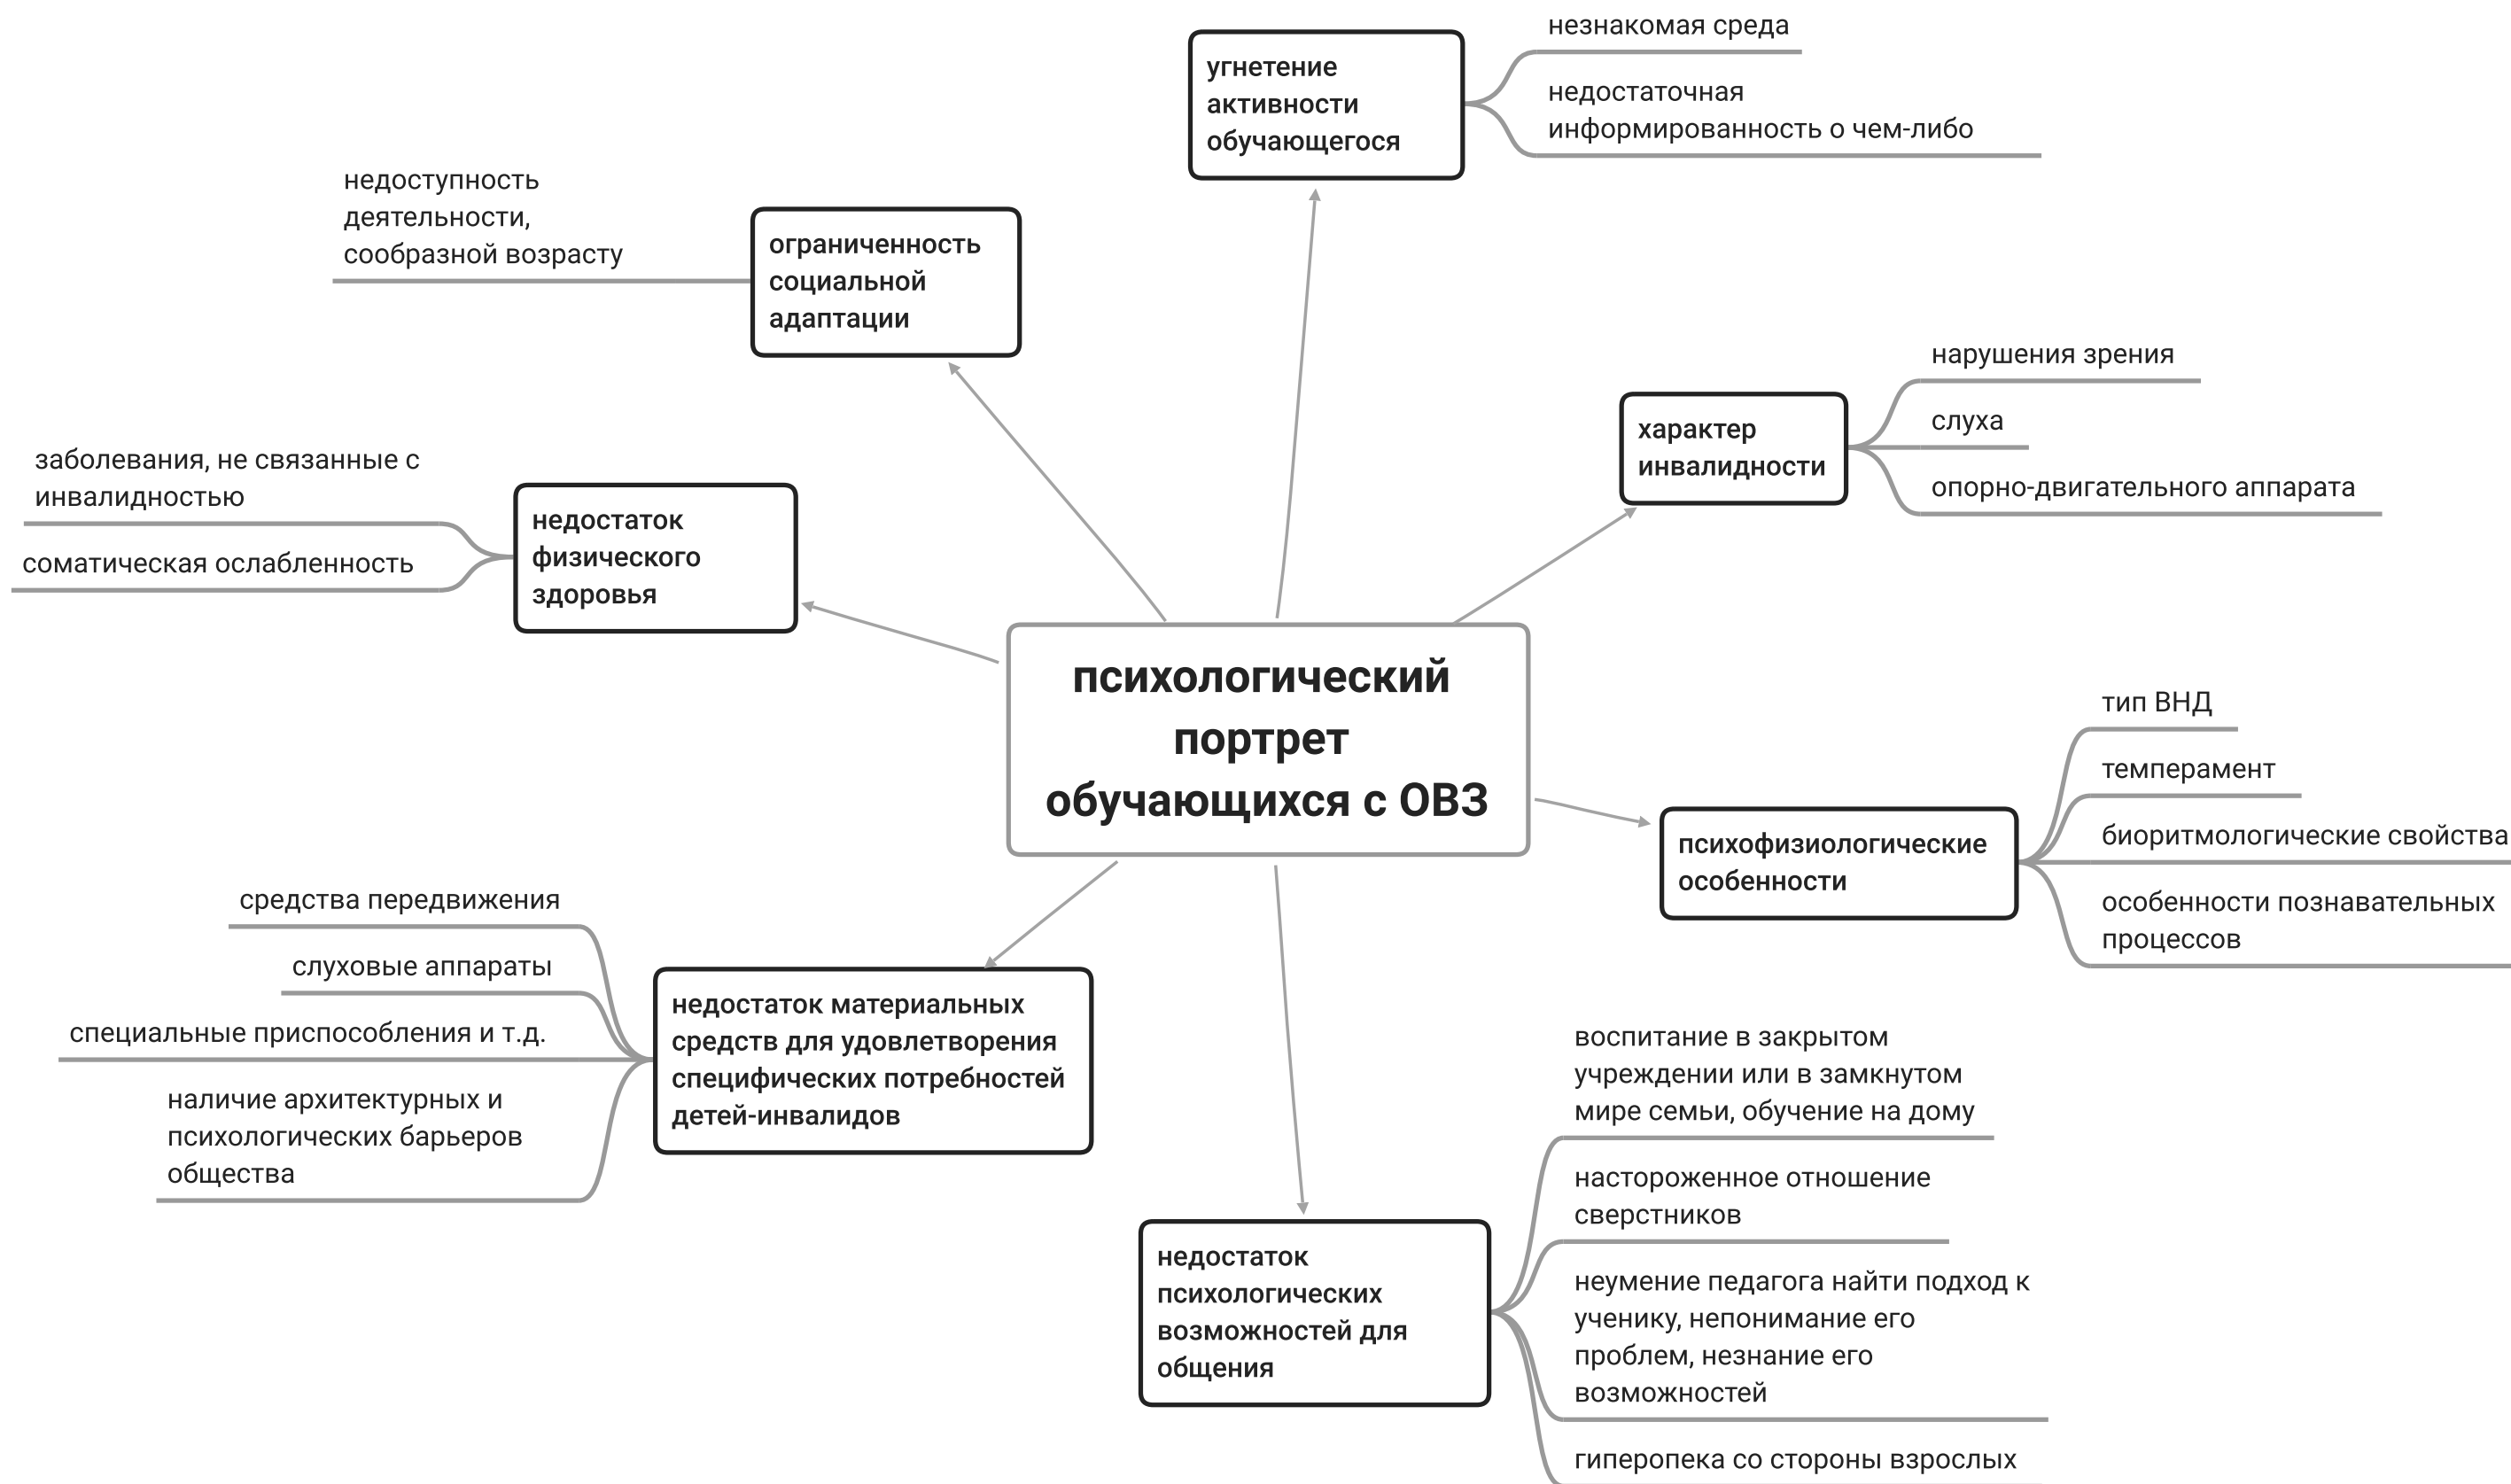 незнакомая среда
недостаточная
информированность о чем-либо
угнетение
активности
обучающегося
недоступность
деятельности,
сообразной возрасту
ограниченность
социальной
адаптации
нарушения зрения
слуха
опорно-двигательного аппарата
характер
инвалидности
заболевания, не связанные с
инвалидностью
соматическая ослабленность
недостаток
физического
здоровья
психологический
портрет
обучающихся с ОВЗ
тип ВНД
темперамент
биоритмологические свойства
особенности познавательных
процессов
психофизиологические
особенности
средства передвижения
слуховые аппараты
специальные приспособления и т.д.
наличие архитектурных и
психологических барьеров
общества
недостаток материальных
средств для удовлетворения
специфических потребностей
детей-инвалидов
воспитание в закрытом
учреждении или в замкнутом
мире семьи, обучение на дому
настороженное отношение
сверстников
неумение педагога найти подход к
ученику, непонимание его
проблем, незнание его
возможностей
гиперопека со стороны взрослых
недостаток
психологических
возможностей для
общения